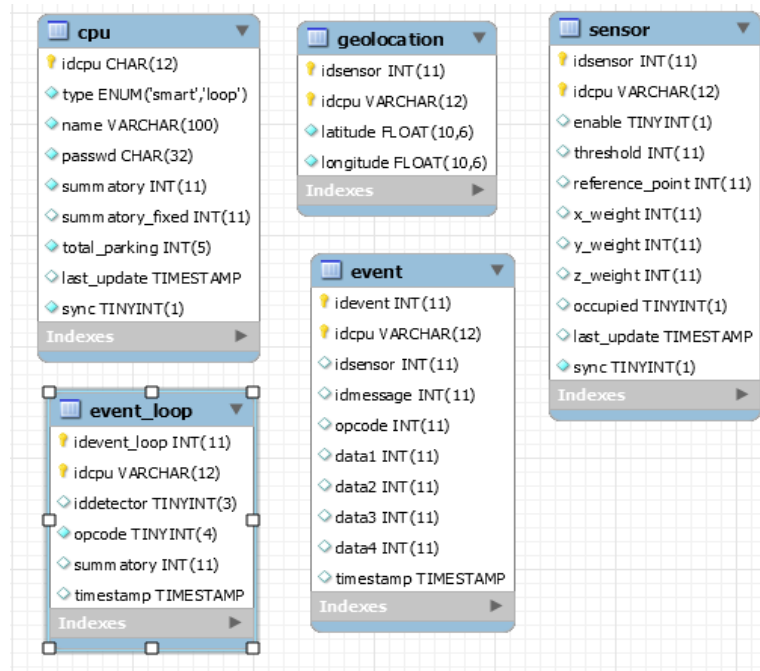 cpu
idcpu CHAR(12)
type ENUM('smart','loop')
name VARCHAR(100)
passwd CHAR(32)
summatory INT(11)
summatory_fixed INT(11)
total_parking INT(5)
last_update TIMESTAMP
sync TINYINT(1)
Indexes
geolocation
idsensor INT(11)
idcpu VARCHAR(12)
latitude FLOAT(10,6)
longitude FLOAT(10,6)
Indexes
sensor
idsensor INT(11)
idcpu VARCHAR(12)
enable TINYINT(1)
threshold INT(11)
reference_point INT(11)
x_weight INT(11)
y_weight INT(11)
z_weight INT(11)
occupied TINYINT(1)
last_update TIMESTAMP
sync TINYINT(1)
Indexes
event_loop
idevent_loop INT(11)
idcpu VARCHAR(12)
iddetector TINYINT(3)
opcode TINYINT(4)
summatory INT(11)
timestamp TIMESTAMP
Indexes
event
idevent INT(11)
idcpu VARCHAR(12)
idsensor INT(11)
idmessage INT(11)
opcode INT(11)
data1 INT(11)
data2 INT(11)
data3 INT(11)
data4 INT(11)
timestamp TIMESTAMP
Indexes